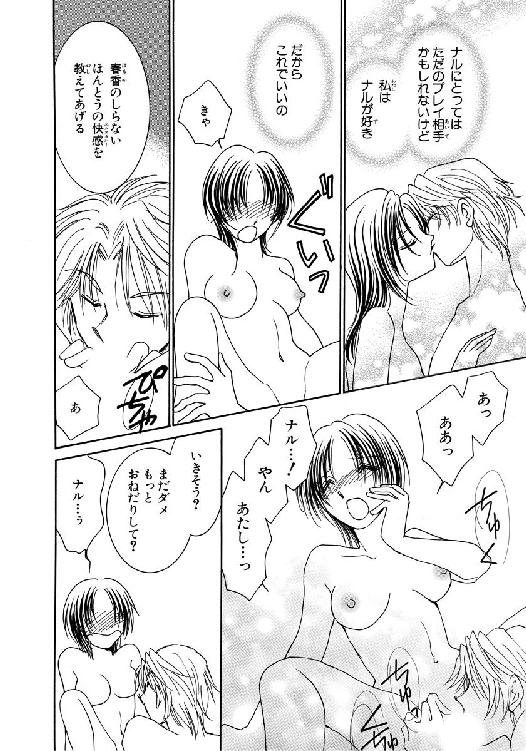 ナルにとっては
ただのプレイ相手
かもしれないけど
私は
ナルが好き
だから
これでいいの
きゃ
ぐいっ
春香のしらない
ほんとうの快感を
教えてあげる
ぴちゃ
あ
あっ
ああっ
ちゅく
ナル…!
やん
あたし…っ
ちゅっ
ちゅ
いきそう?
まだダメ
もっと
おねだりして?
ナル…ぅ